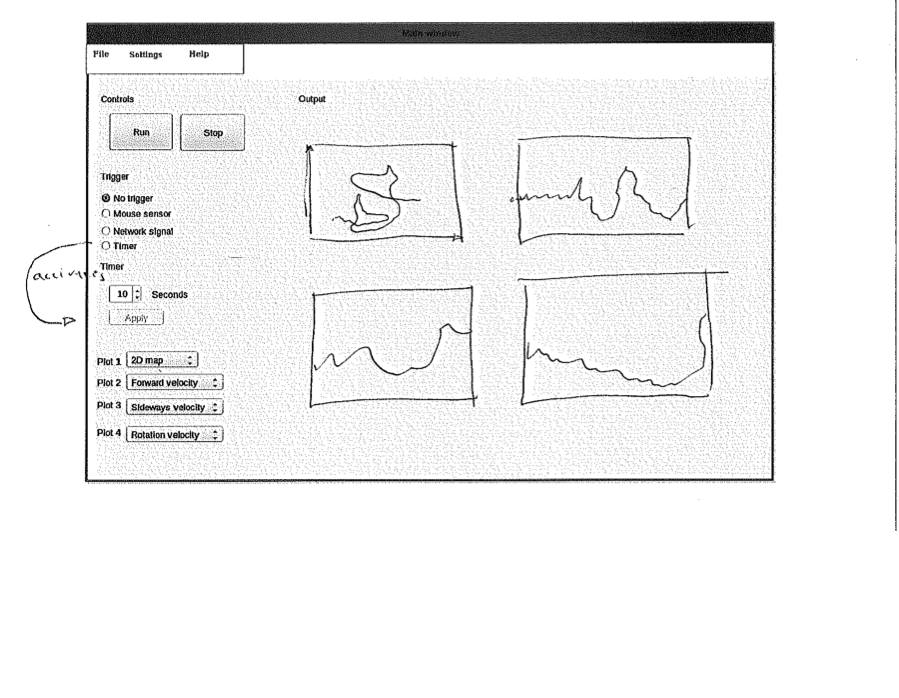 Main window
File Settings Help
Controls
Output
Run Stop
Trigger
No trigger
Mouse sensor
Network signal
Timer
Timer
10 Seconds
Apply
Plot 1 2D map
Plot 2 Forward velocity
Plot 3 Sideways velocity
Plot 4 Rotation velocity